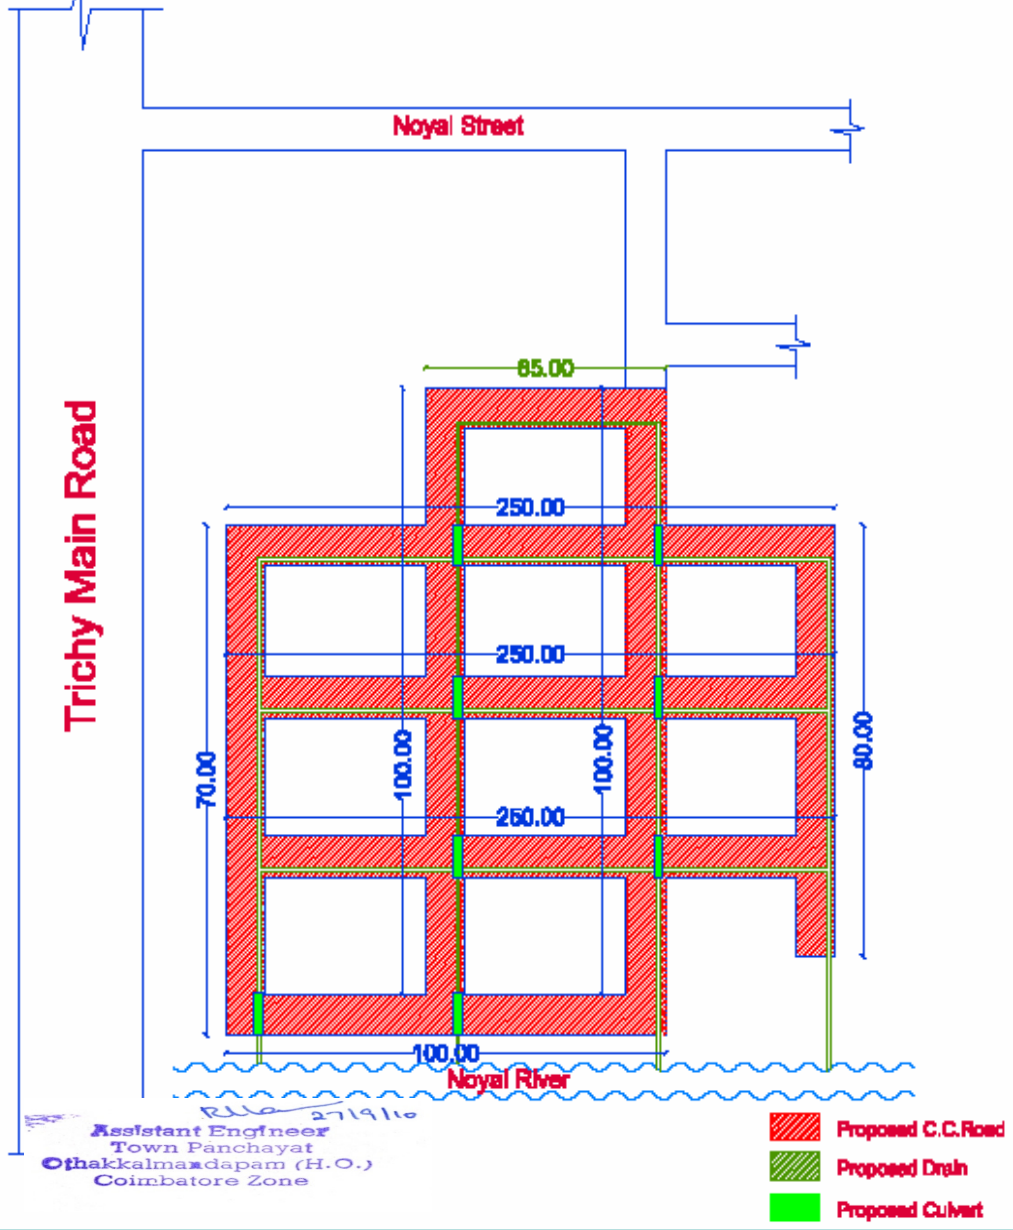 Noyal Street
65.00
Trichy Main Road
250.00
250.00
100.00
100.00
80.00
70.00
250.00
100.00
Noyal River
27/9/10
Assistant Engineer
Town Panchayat
Othakkalmandapam (H.O.)
Coimbatore Zone
Proposed C.C.Road
Proposed Drain
Proposed Culvert